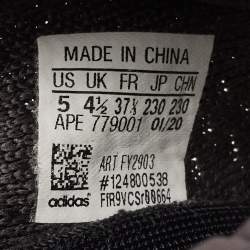 MADE IN CHINA
US UK FR JP CHN
5 4½ 37⅓ 230 230
APE 779001 01/20
ART FY2903
#124800538
adidas FfR9VCSr00664